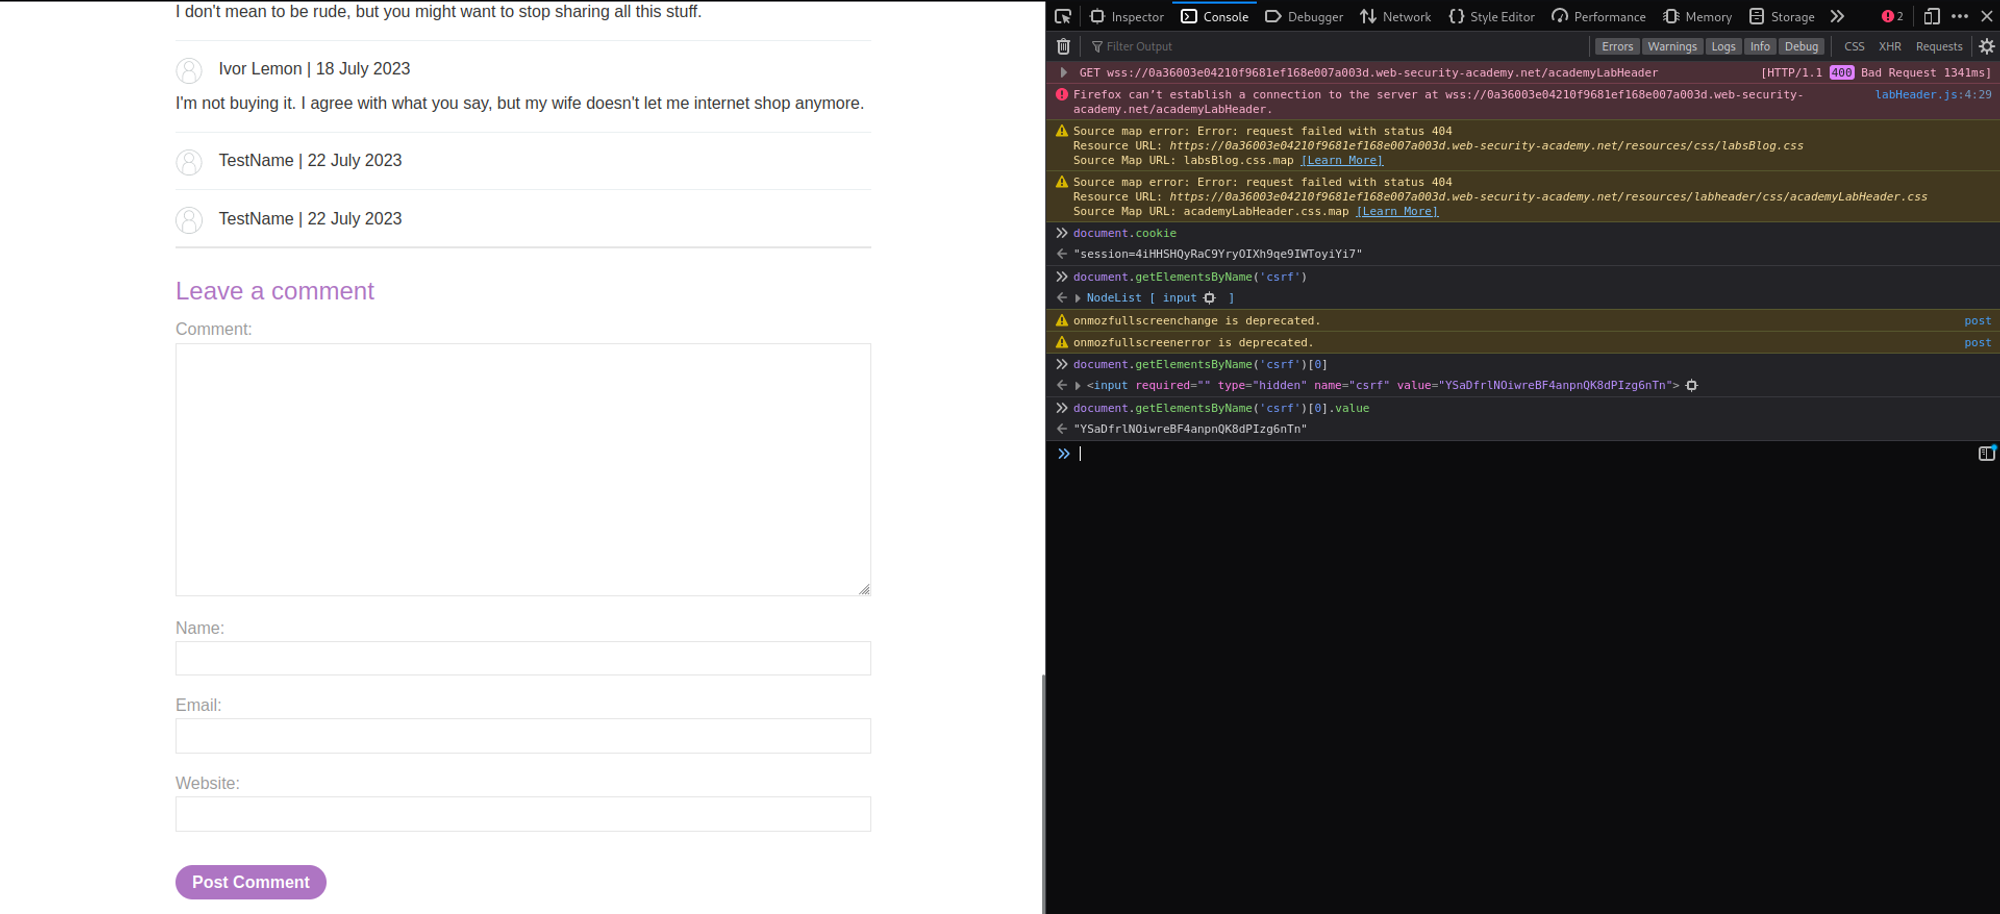 I don't mean to be rude, but you might want to stop sharing all this stuff.
Ivor Lemon | 18 July 2023
I'm not buying it. I agree with what you say, but my wife doesn't let me internet shop anymore.
TestName | 22 July 2023
TestName | 22 July 2023
Leave a comment
Comment:
Name:
Email:
Website:
Post Comment
Inspector Console Debugger Network Style Editor Performance Memory Storage 2
Filter Output Errors Warnings Logs Info Debug CSS XHR Requests
GET wss://0a36003e04210f9681ef168e007a003d.web-security-academy.net/academyLabHeader [HTTP/1.1 400 Bad Request 1341ms]
Firefox can’t establish a connection to the server at wss://0a36003e04210f9681ef168e007a003d.web-security- labHeader.js:4:29
academy.net/academyLabHeader.
Source map error: Error: request failed with status 404
Resource URL: https://0a36003e04210f9681ef168e007a003d.web-security-academy.net/resources/css/labsBlog.css
Source Map URL: labsBlog.css.map [Learn More]
Source map error: Error: request failed with status 404
Resource URL: https://0a36003e04210f9681ef168e007a003d.web-security-academy.net/resources/labheader/css/academyLabHeader.css
Source Map URL: academyLabHeader.css.map [Learn More]
document.cookie
"session=4iHHSHQyRaC9YryOIXh9qe9IWToyiYi7"
document.getElementsByName('csrf')
NodeList [ input ]
onmozfullscreenchange is deprecated. post
onmozfullscreenerror is deprecated. post
document.getElementsByName('csrf')[0]
<input required="" type="hidden" name="csrf" value="YSaDfrlNOiwreBF4anpnQK8dPIzg6nTn">
document.getElementsByName('csrf')[0].value
"YSaDfrlNOiwreBF4anpnQK8dPIzg6nTn"